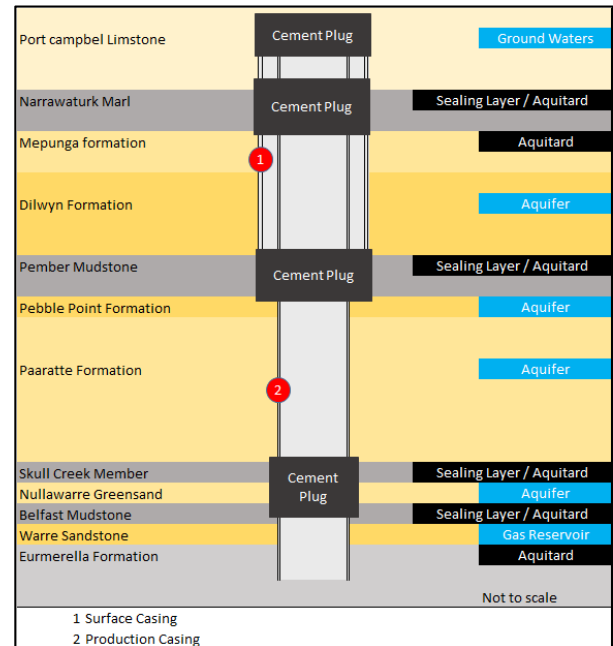 Port campbel Limstone
Cement Plug
Ground Waters
Narrawaturk Marl
Cement Plug
Sealing Layer / Aquitard
Mepunga formation
1
Aquitard
Dilwyn Formation
Aquifer
Pember Mudstone
Cement Plug
Sealing Layer / Aquitard
Pebble Point Formation
Aquifer
Paaratte Formation
2
Aquifer
Skull Creek Member
Cement
Plug
Sealing Layer / Aquitard
Nullawarre Greensand
Aquifer
Belfast Mudstone
Sealing Layer / Aquitard
Warre Sandstone
Gas Reservoir
Eurmerella Formation
Aquitard
Not to scale
1 Surface Casing
2 Production Casing